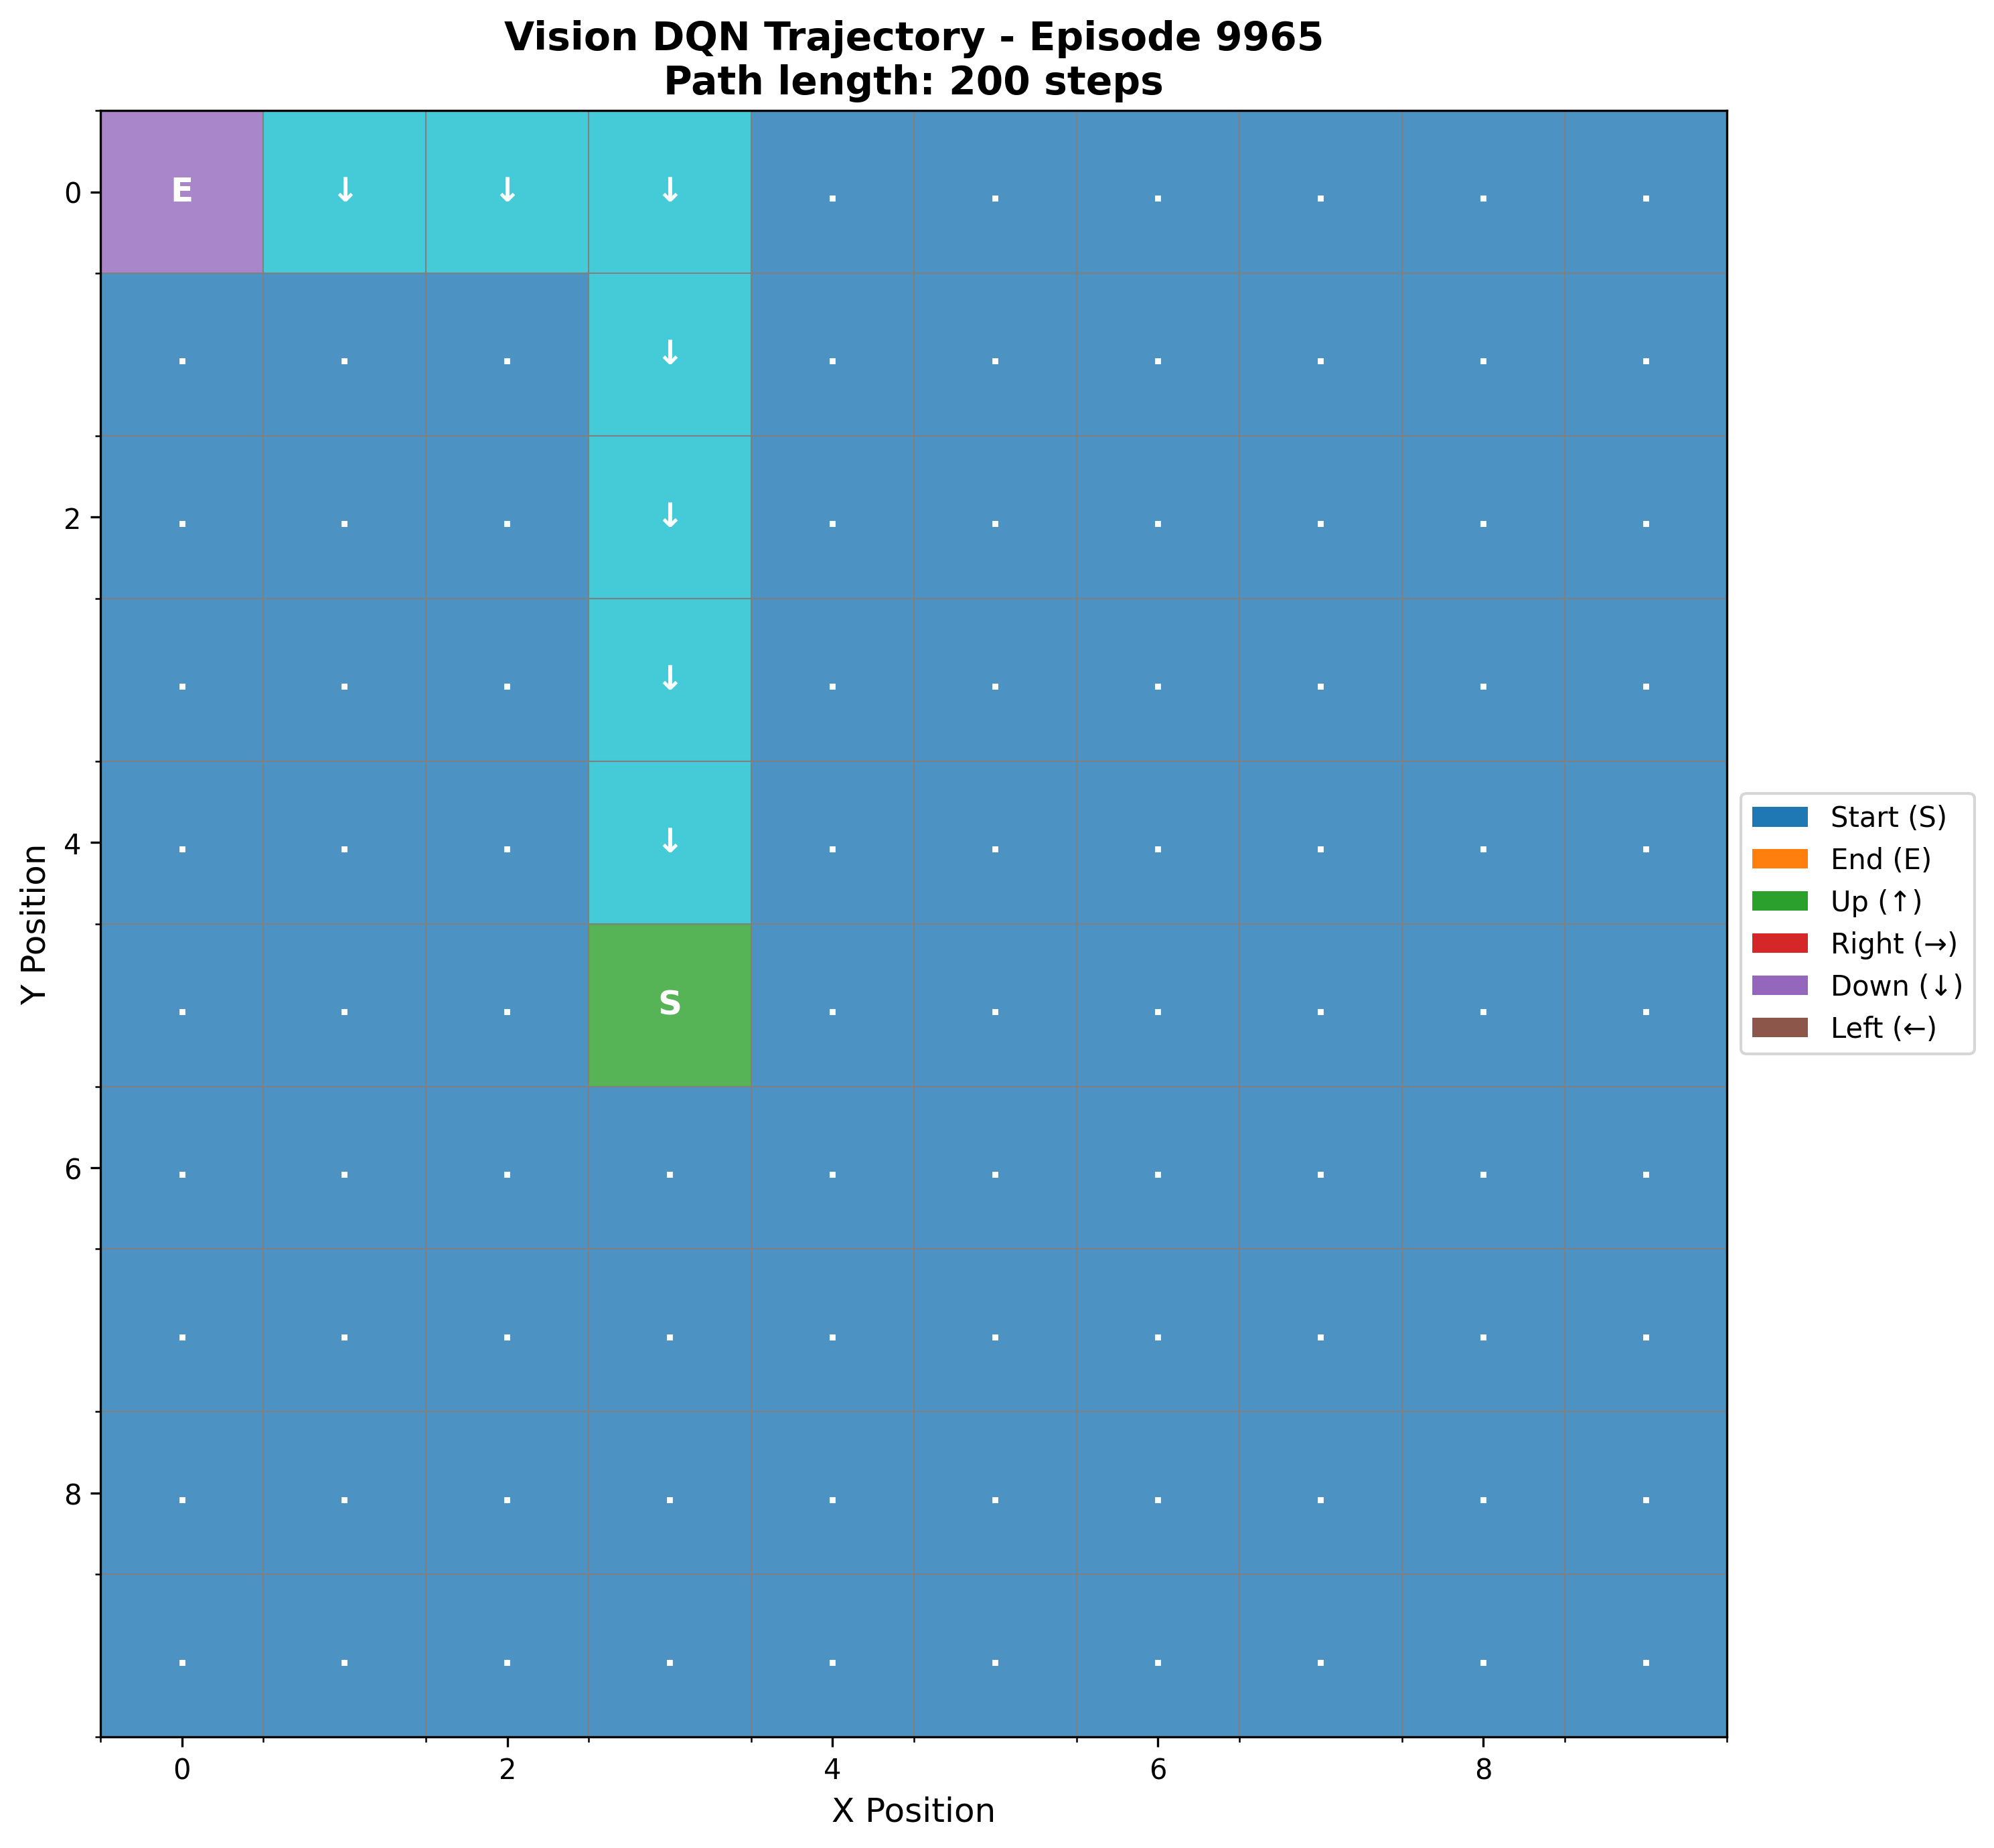 Vision DQN Trajectory - Episode 9965
Path length: 200 steps
0 E ↓ ↓ ↓ . . . . . .
. . . ↓ . . . . . .
2 . . . ↓ . . . . . .
. . . ↓ . . . . . .
4 . . . ↓ . . . . . .
. . . S . . . . . .
6 . . . . . . . . . .
. . . . . . . . . .
8 . . . . . . . . . .
. . . . . . . . . .
0 2 4 6 8
X Position
Y Position
Start (S)
End (E)
Up (↑)
Right (→)
Down (↓)
Left (←)